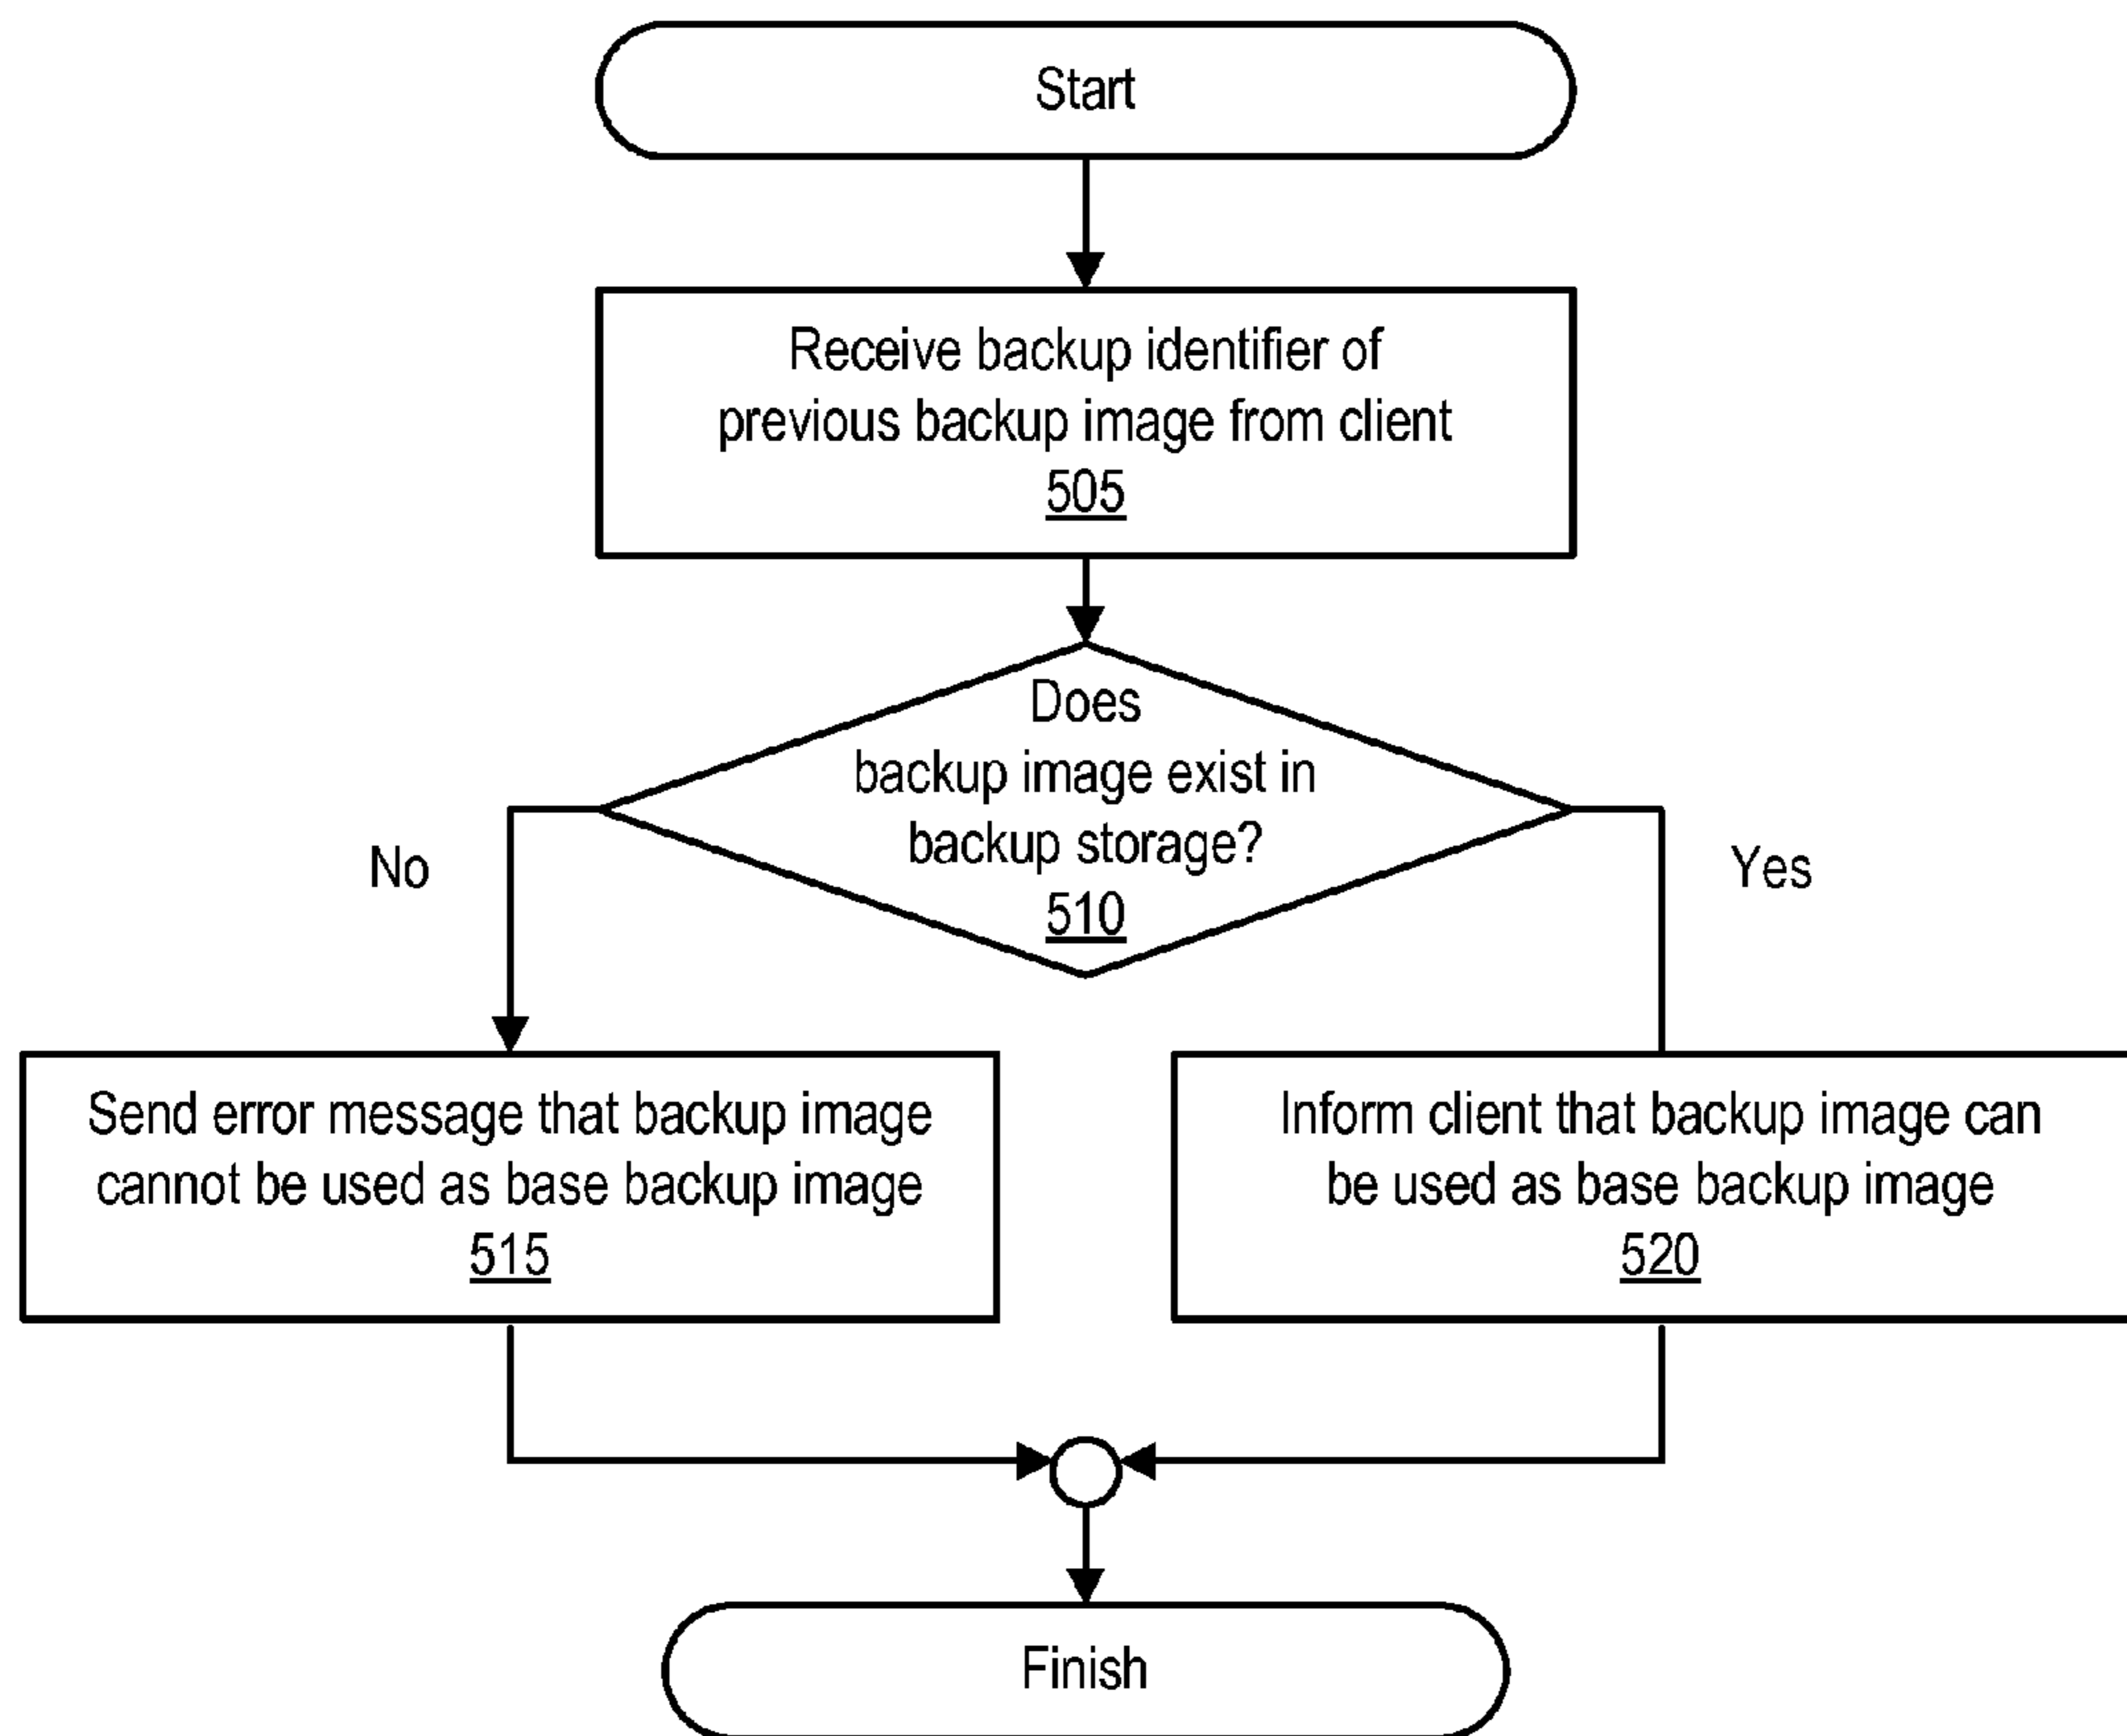 Start
Receive backup identifier of
previous backup image from client
505
Does
backup image exist in
backup storage?
510
No
Yes
Send error message that backup image
cannot be used as base backup image
515
Inform client that backup image can
be used as base backup image
520
Finish